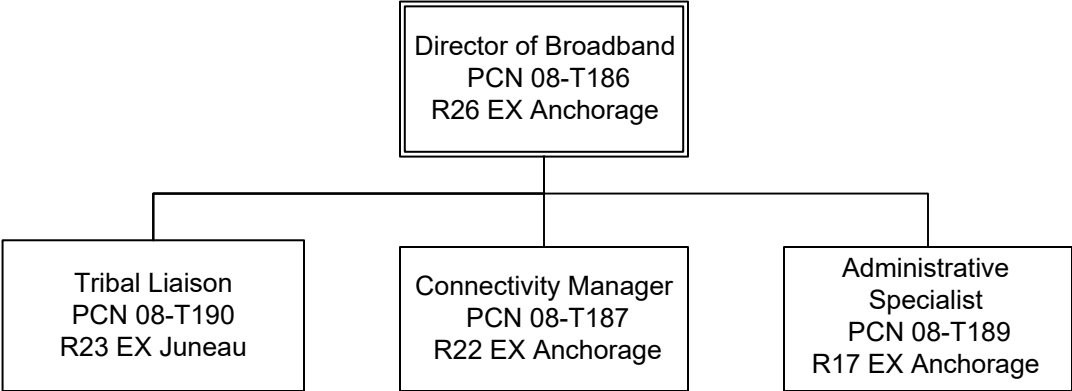 Director of Broadband
PCN 08-T186
R26 EX Anchorage
Tribal Liaison
PCN 08-T190
R23 EX Juneau
Connectivity Manager
PCN 08-T187
R22 EX Anchorage
Administrative
Specialist
PCN 08-T189
R17 EX Anchorage